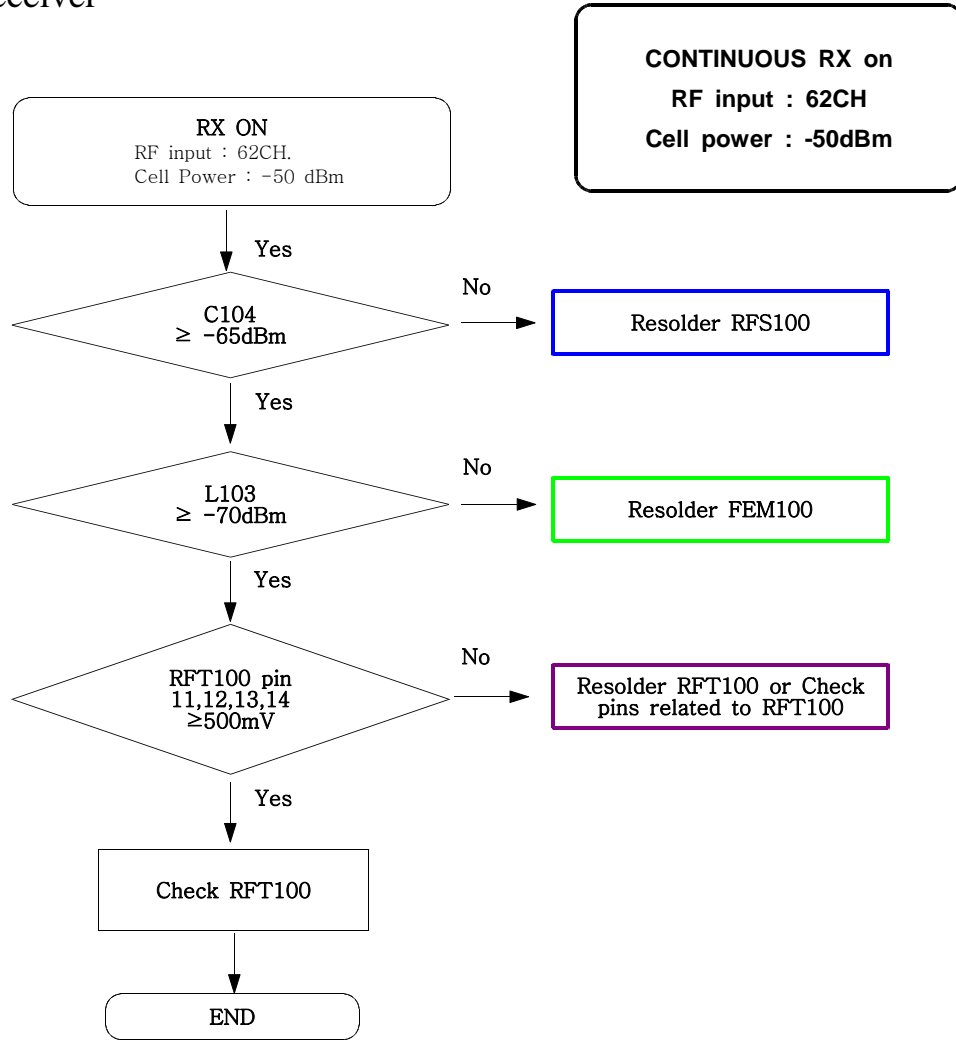 CONTINUOUS RX on
RF input : 62CH
Cell power : -50dBm
RX ON
RF input : 62CH.
Cell Power : -50 dBm
Yes
C104
≥ -65dBm
No
Resolder RFS100
Yes
L103
≥ -70dBm
No
Resolder FEM100
Yes
RFT100 pin
11,12,13,14
≥500mV
No
Resolder RFT100 or Check
pins related to RFT100
Yes
Check RFT100
END